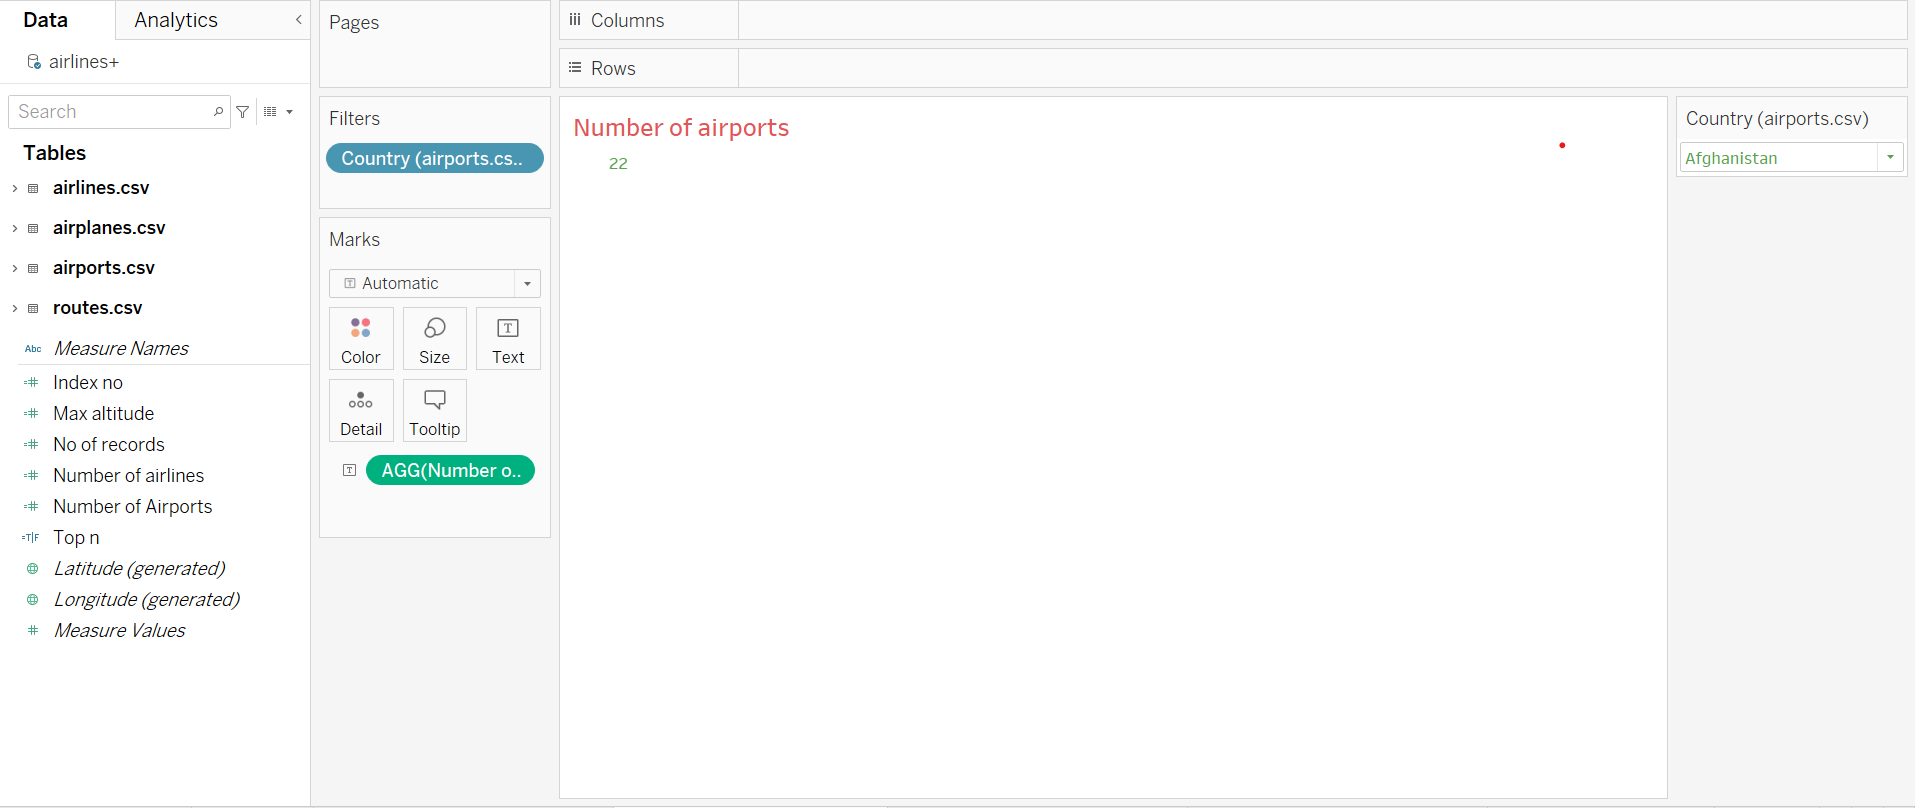 Data
Analytics
airlines+
Search
Tables
airlines.csv
airplanes.csv
airports.csv
routes.csv
Abc Measure Names
Index no
Max altitude
No of records
Number of airlines
Number of Airports
=T|F Top n
Latitude (generated)
Longitude (generated)
Measure Values
Pages
Filters
Country (airports.cs..
Marks
T Automatic
Color
Size
T Text
Detail
Tooltip
T AGG(Number o..
Columns
Rows
Number of airports
22
Country (airports.csv)
Afghanistan